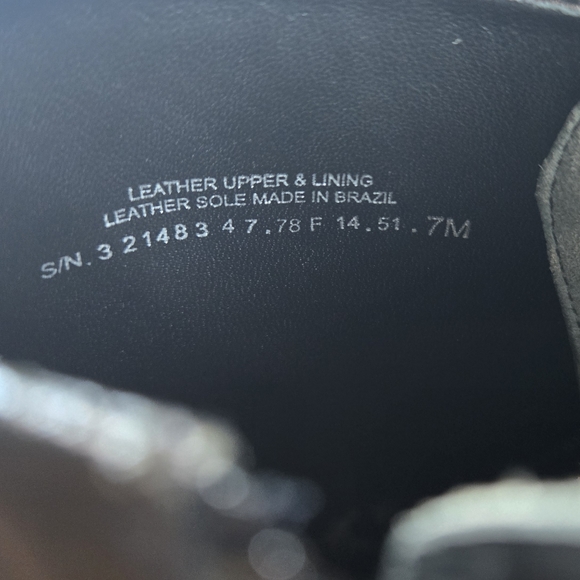 LEATHER UPPER & LINING
LEATHER SOLE MADE IN BRAZIL
S/N. 3 21483 4 7.78 F 14.51. 7M